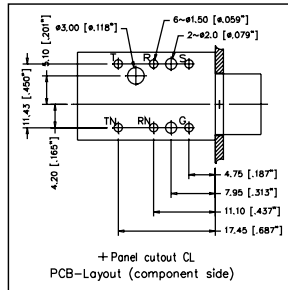 6-ø1.50 [ø.059"]
ø3.00 [ø.118"]
2-ø2.0 [ø.079"]
T R S
5.10 [.201"]
11.43 [.450"]
4.20 [.165"]
TN RN G
4.75 [.187"]
7.95 [.313"]
11.10 [.437"]
17.45 [.687"]
+ Panel cutout CL
PCB-Layout (component side)